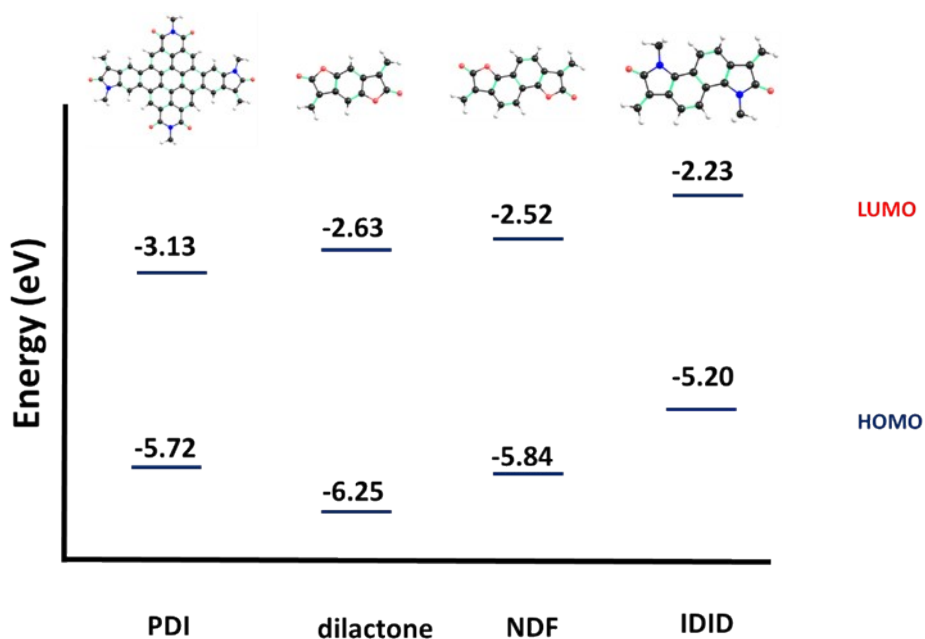 -2.23
LUMO
-2.63
-2.52
-3.13
Energy (eV)
-5.20
HOMO
-5.72
-5.84
-6.25
PDI
dilactone
NDF
IDID